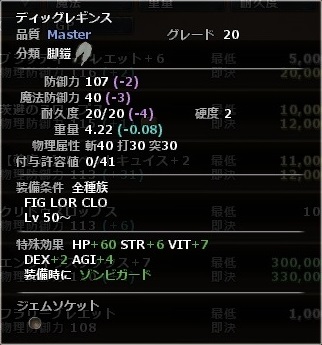 ディッグレギンス
品質 Master グレード 20
分類 脚鎧
防御力 107 (-2)
魔法防御力 40 (-3)
耐久度 20/20 (-4) 硬度 2
重量 4.22 (-0.08)
物理属性 斬40 打30 突30
付与許容値 0/41
装備条件 全種族
FIG LOR CLO
Lv 50~
特殊効果 HP+60 STR+6 VIT+7
DEX+2 AGI+4
装備時に ゾンビガード
ジェムソケット